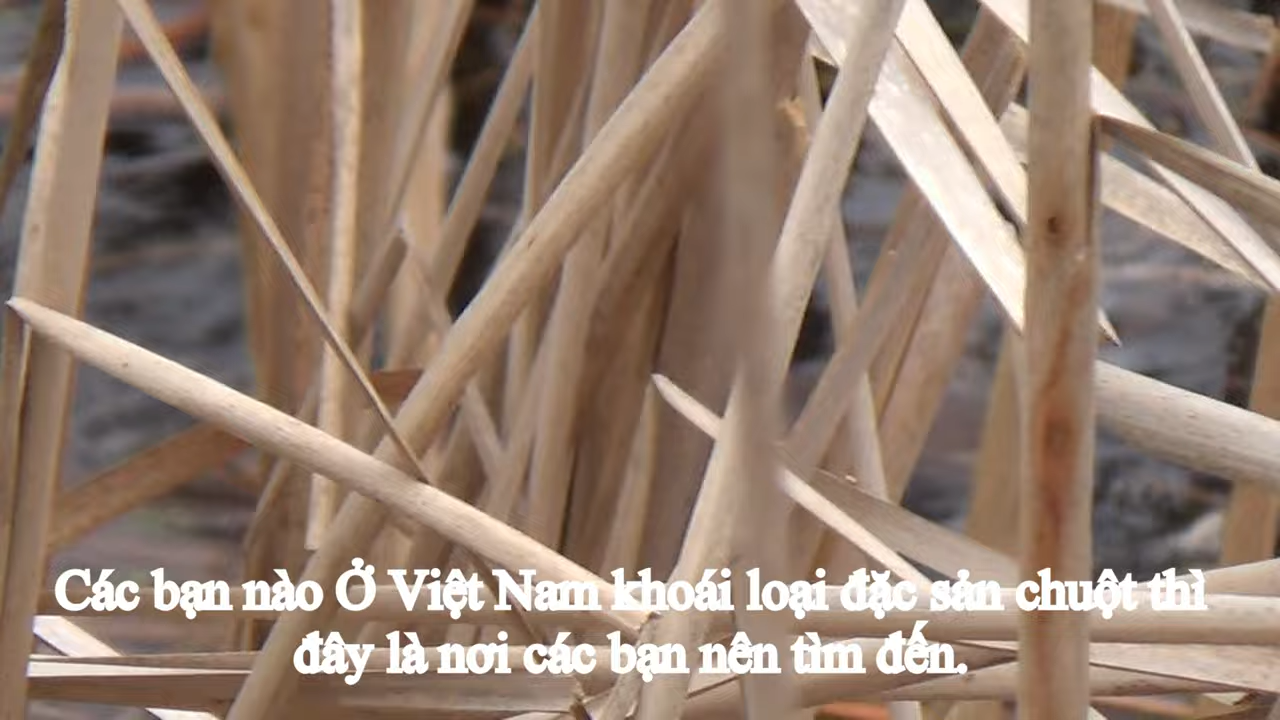 Các bạn nào Ở Việt Nam khoái loại đặc sản chuột thì
đây là nơi các bạn nên tìm đến.